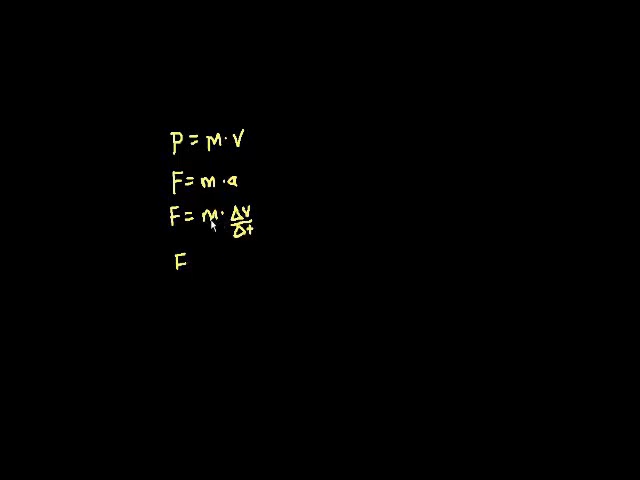 P = m · v
F = m · a
F = m · Δv/Δt
F